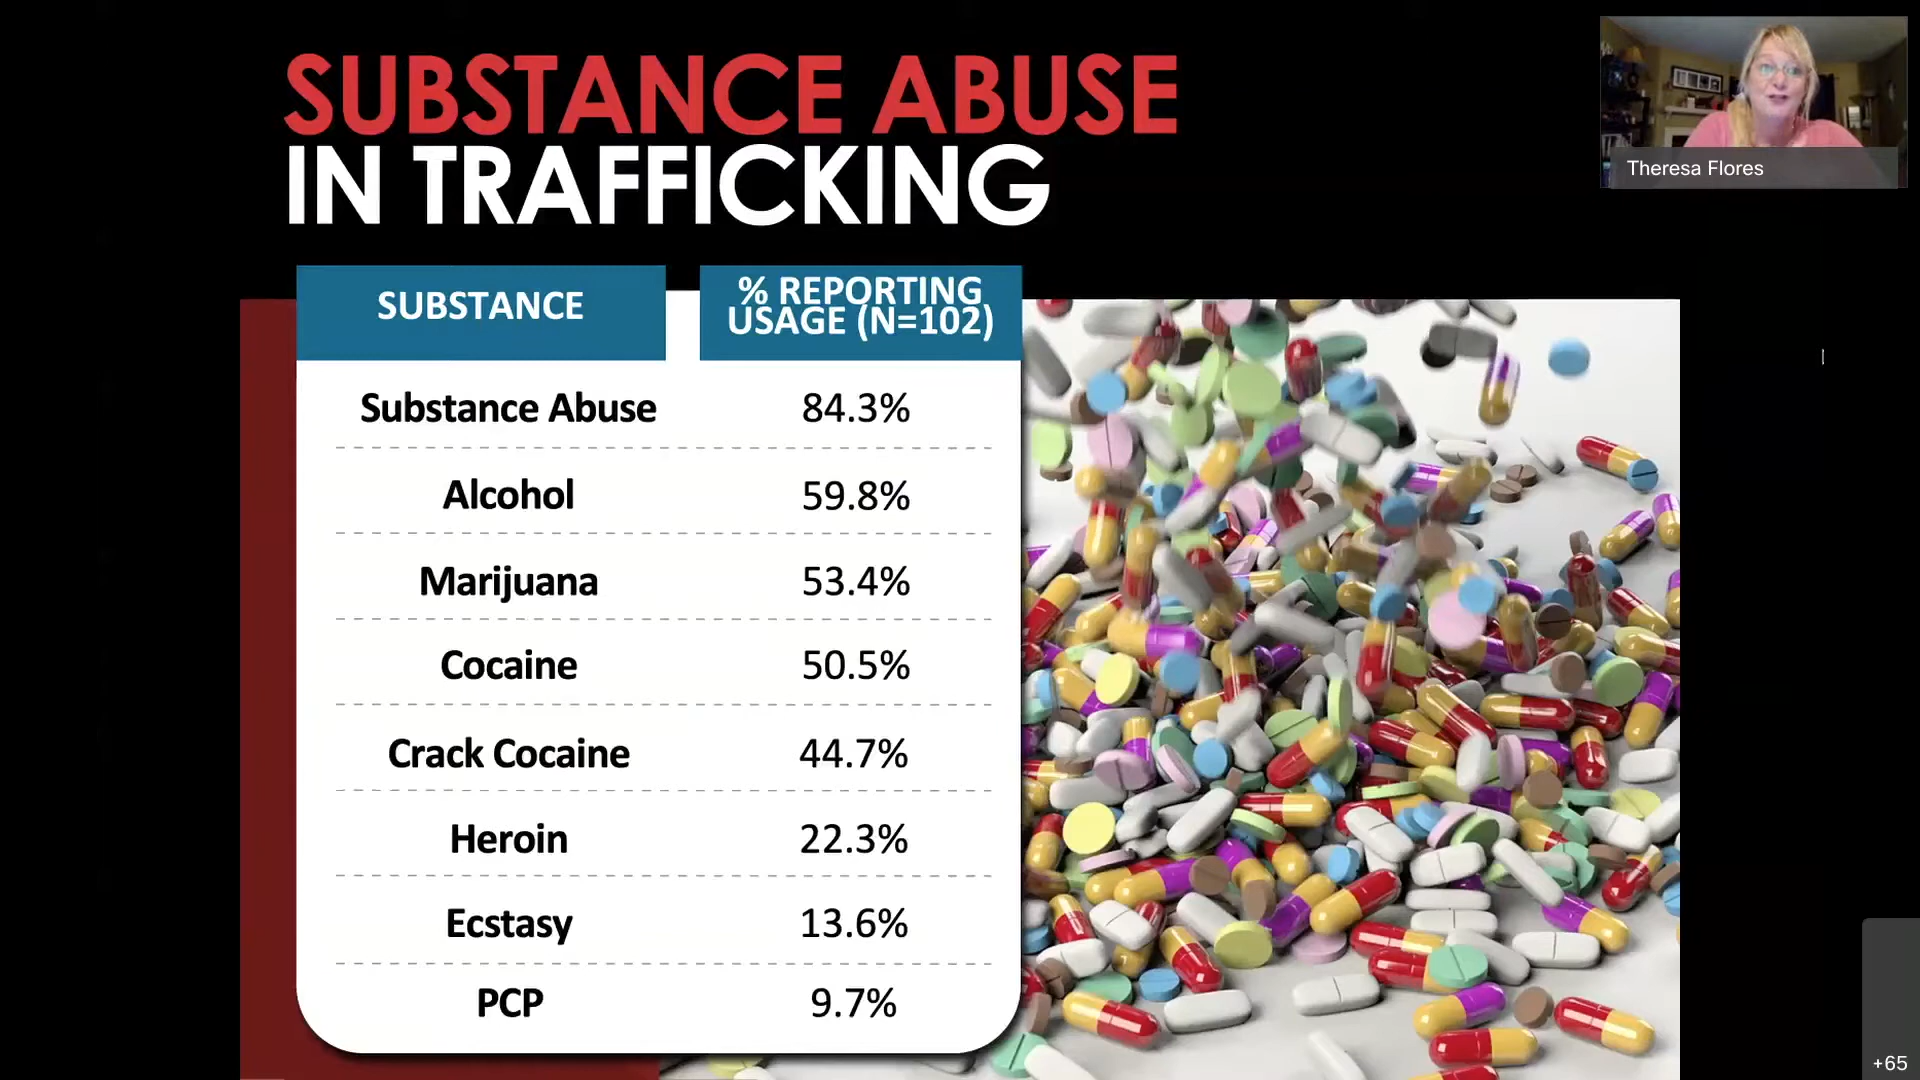 SUBSTANCE ABUSE
IN TRAFFICKING
Theresa Flores
SUBSTANCE
% REPORTING
USAGE (N=102)
Substance Abuse 84.3%
Alcohol 59.8%
Marijuana 53.4%
Cocaine 50.5%
Crack Cocaine 44.7%
Heroin 22.3%
Ecstasy 13.6%
PCP 9.7%
+65